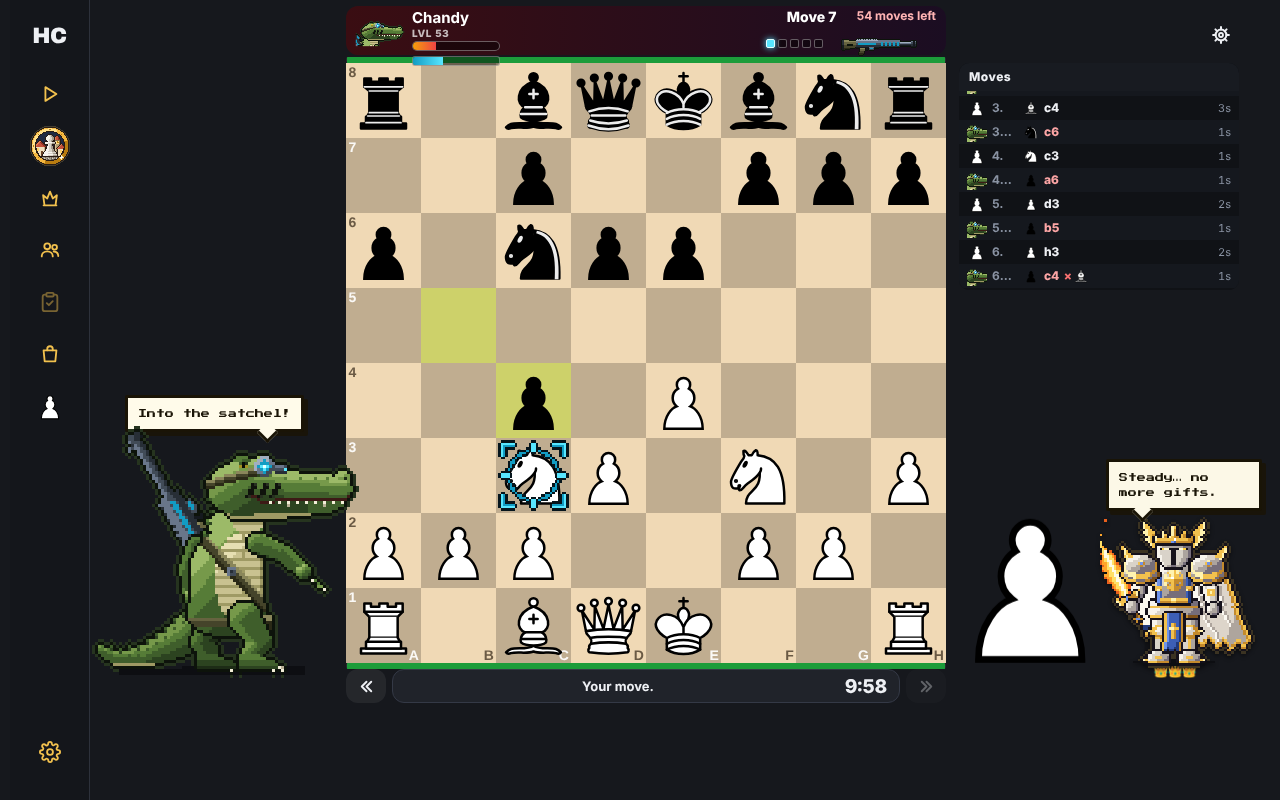 HC
Chandy
LVL 53
Move 7
54 moves left
Moves
3. c4 3s
3... c6 1s
4. c3 1s
4... a6 1s
5. d3 2s
5... b5 1s
6. h3 2s
6... c4 × 1s
8
7
6
5
4
3
2
1
A B C D E F G H
Into the satchel!
Steady… no
more gifts.
Your move.
9:58